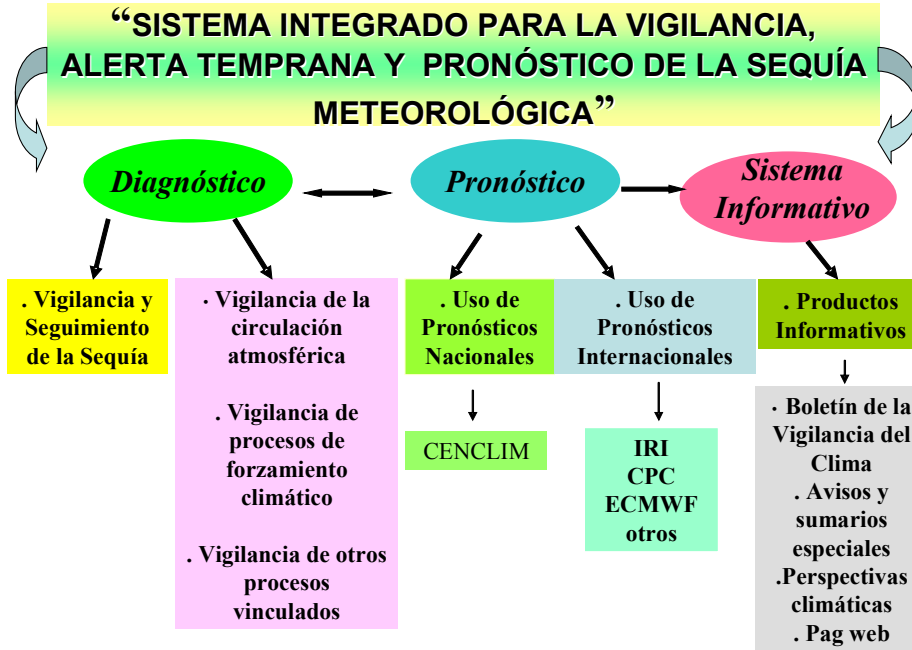 “SISTEMA INTEGRADO PARA LA VIGILANCIA,
ALERTA TEMPRANA Y PRONÓSTICO DE LA SEQUÍA
METEOROLÓGICA”
Diagnóstico
Pronóstico
Sistema
Informativo
. Vigilancia y
Seguimiento
de la Sequía
· Vigilancia de la
circulación
atmosférica
. Vigilancia de
procesos de
forzamiento
climático
. Vigilancia de otros
procesos
vinculados
. Uso de
Pronósticos
Nacionales
CENCLIM
. Uso de
Pronósticos
Internacionales
IRI
CPC
ECMWF
otros
. Productos
Informativos
· Boletín de la
Vigilancia del
Clima
. Avisos y
sumarios
especiales
.Perspectivas
climáticas
. Pag web